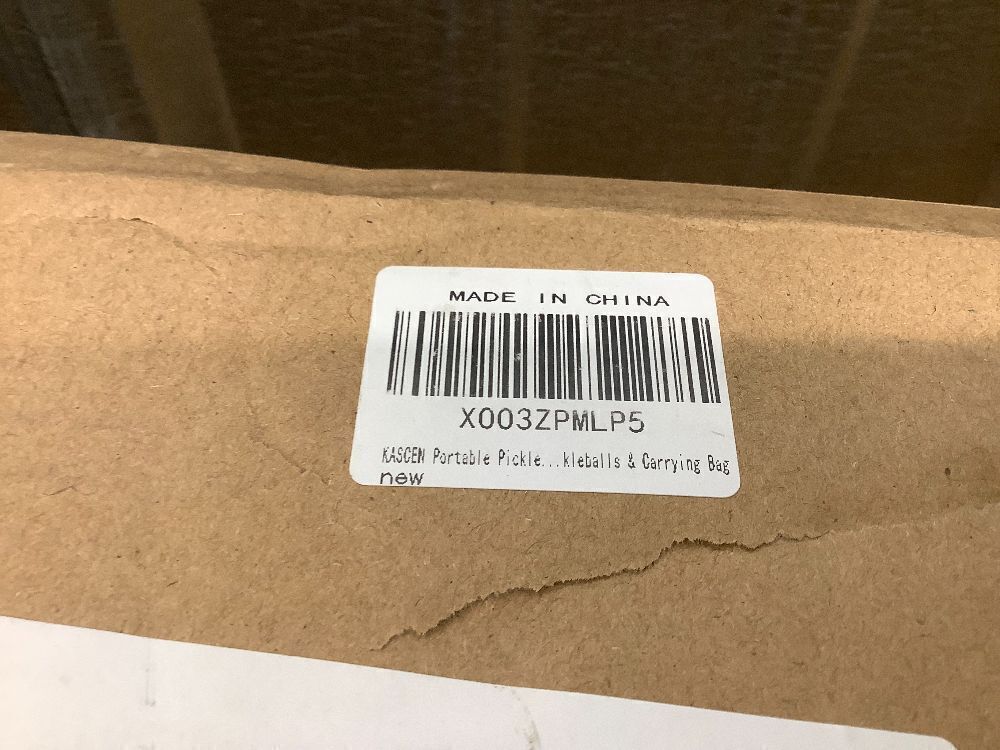 MADE IN CHINA
X003ZPMLP5
KASCEN Portable Pickle...kleballs & Carrying Bag
new